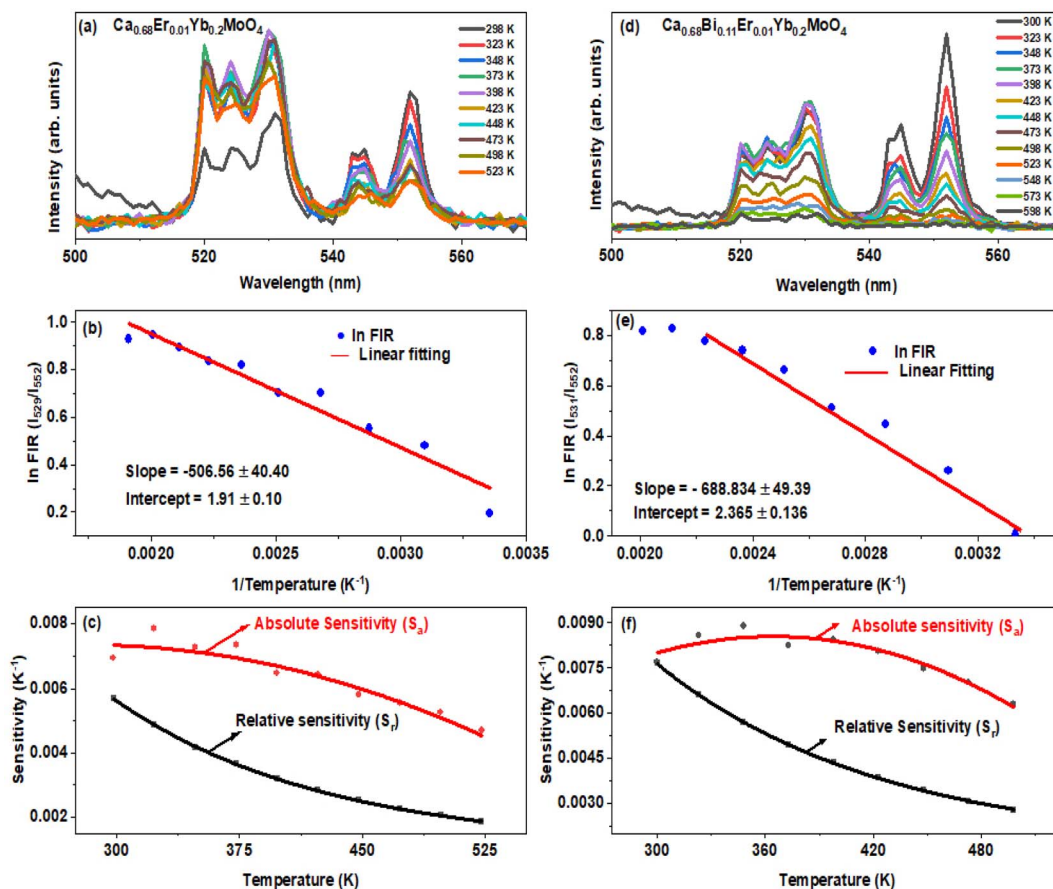 (a) Ca0.68Er0.01Yb0.2MoO4
298 K
323 K
348 K
373 K
398 K
423 K
448 K
473 K
498 K
523 K
Intensity (arb. units)
500 520 540 560
Wavelength (nm)
(d) Ca0.68Bi0.11Er0.01Yb0.2MoO4
300 K
323 K
348 K
373 K
398 K
423 K
448 K
473 K
498 K
523 K
548 K
573 K
598 K
Intensity (arb. units)
500 520 540 560
Wavelength (nm)
(b)
ln FIR
Linear fitting
Slope = -506.56 ± 40.40
Intercept = 1.91 ± 0.10
ln FIR (I529/I552)
1.0
0.8
0.6
0.4
0.2
0.0020 0.0025 0.0030 0.0035
1/Temperature (K-1)
(e)
ln FIR
Linear Fitting
Slope = - 688.834 ± 49.39
Intercept = 2.365 ± 0.136
ln FIR (I531/I552)
0.8
0.6
0.4
0.2
0.0
0.0020 0.0024 0.0028 0.0032
1/Temperature (K-1)
(c)
Absolute Sensitivity (Sa)
Relative sensitivity (Sr)
Sensitivity (K-1)
0.008
0.006
0.004
0.002
300 375 450 525
Temperature (K)
(f)
Absolute sensitivity (Sa)
Relative Sensitivity (Sr)
Sensitivity (K-1)
0.0090
0.0075
0.0060
0.0045
0.0030
300 360 420 480
Temperature (K)